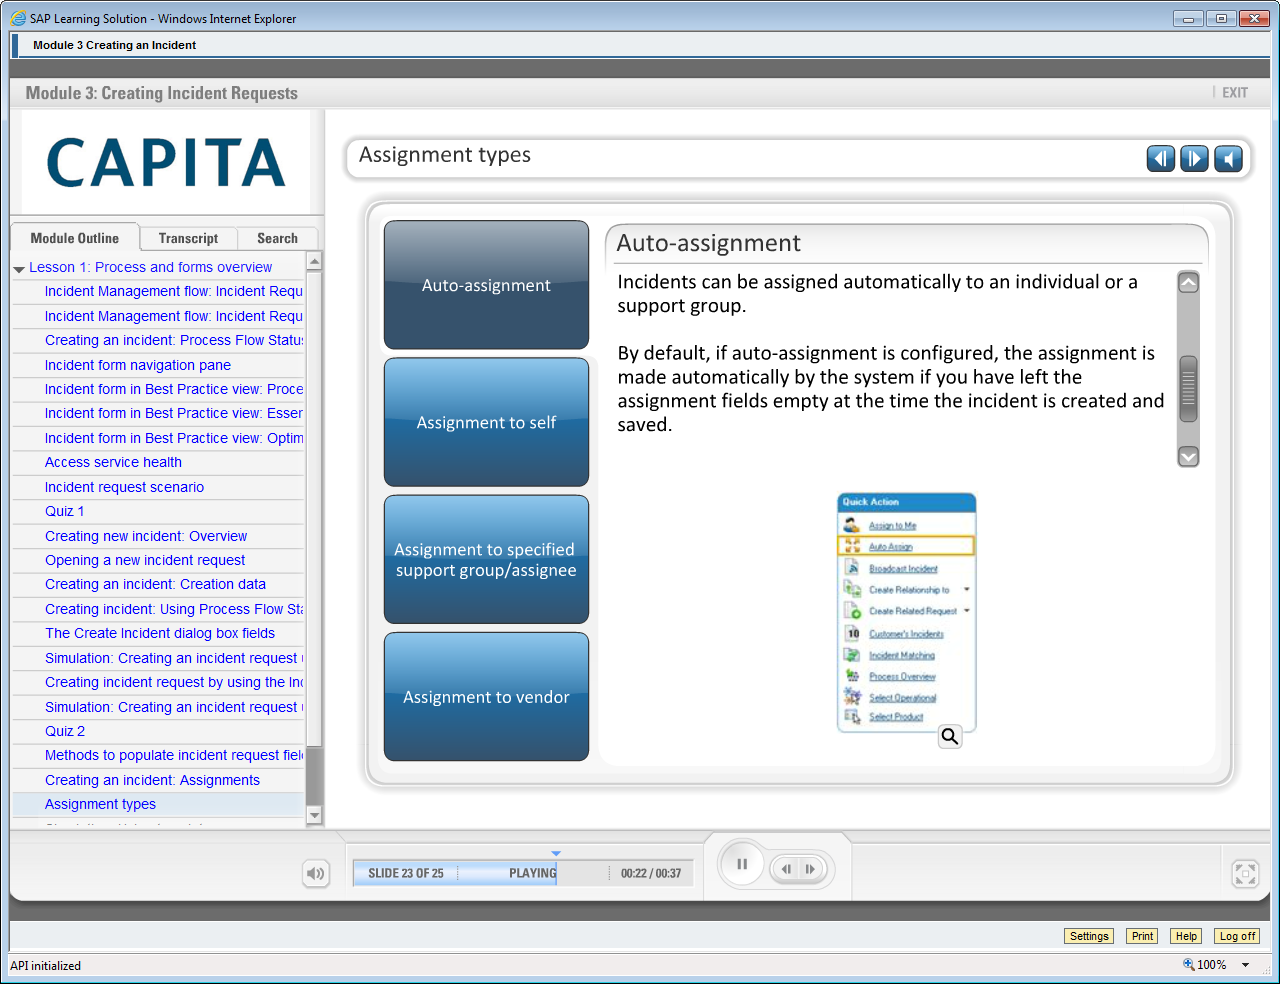 SAP Learning Solution - Windows Internet Explorer
Module 3 Creating an Incident
Module 3: Creating Incident Requests
EXIT
CAPITA
Module Outline
Transcript
Search
Lesson 1: Process and forms overview
Incident Management flow: Incident Requ
Incident Management flow: Incident Requ
Creating an incident: Process Flow Statu
Incident form navigation pane
Incident form in Best Practice view: Proce
Incident form in Best Practice view: Essen
Incident form in Best Practice view: Optim
Access service health
Incident request scenario
Quiz 1
Creating new incident: Overview
Opening a new incident request
Creating an incident: Creation data
Creating incident: Using Process Flow Sta
The Create Incident dialog box fields
Simulation: Creating an incident request
Creating incident request by using the Inc
Simulation: Creating an incident request
Quiz 2
Methods to populate incident request field
Creating an incident: Assignments
Assignment types
Assignment types
Auto-assignment
Assignment to self
Assignment to specified
support group/assignee
Assignment to vendor
Auto-assignment
Incidents can be assigned automatically to an individual or a
support group.
By default, if auto-assignment is configured, the assignment is
made automatically by the system if you have left the
assignment fields empty at the time the incident is created and
saved.
Quick Action
Assign to Me
Auto Assign
Broadcast Incident
Create Relationship to
Create Related Request
10 Customer's Incidents
Incident Matching
Process Overview
Select Operational
Select Product
SLIDE 23 OF 25
PLAYING
00:22 / 00:37
Settings
Print
Help
Log off
API initialized
100%